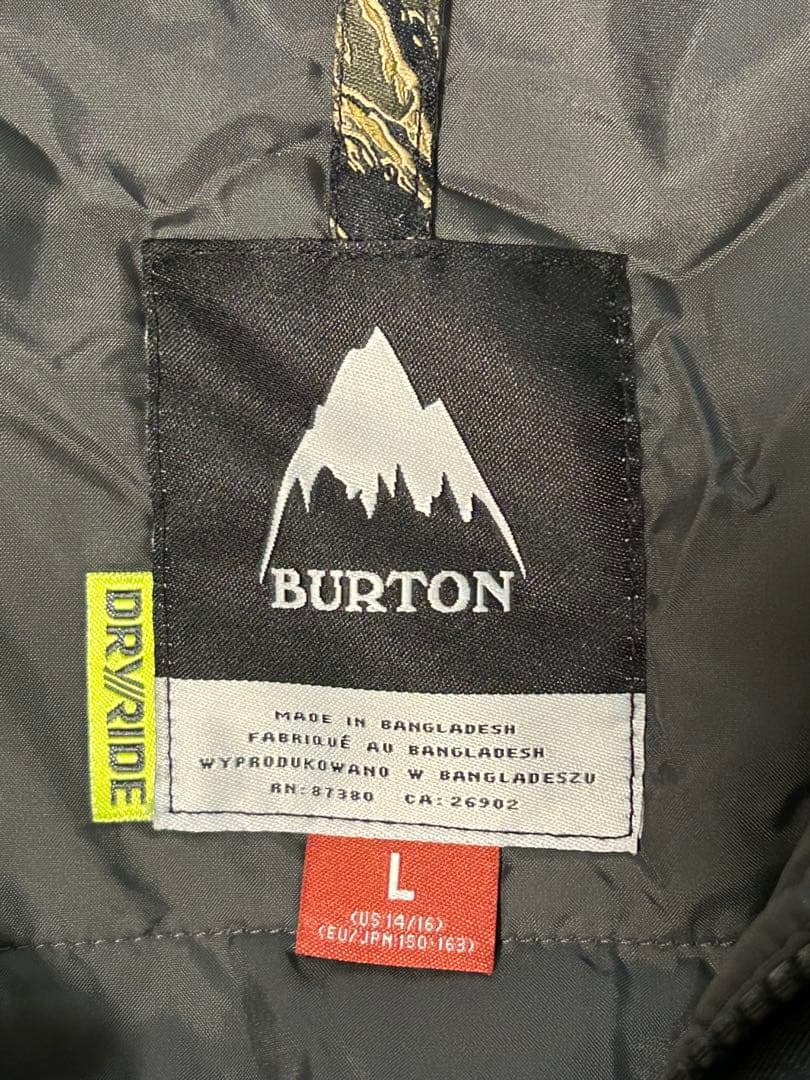 BURTON
DRY//RIDE
MADE IN BANGLADESH
FABRIQUÉ AU BANGLADESH
WYPRODUKOWANO W BANGLADESZU
RN: 87380 CA: 26902
L
(US 14/16)
(EU/JPN 150-163)